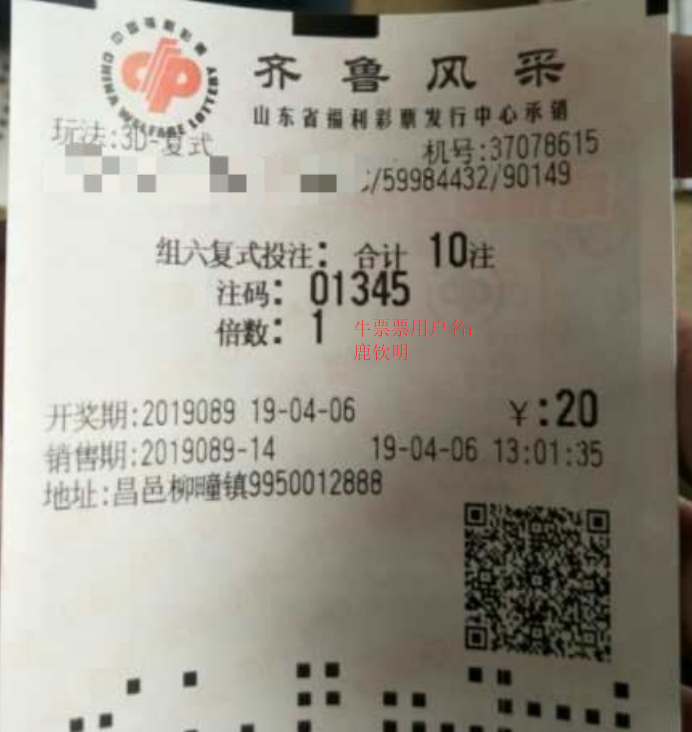 中国福利彩票
CHINA WELFARE LOTTERY
齐鲁风采
山东省福利彩票发行中心承销
玩法:3D-复式
机号:37078615
/59984432/90149
组六复式投注: 合计 10注
注码: 01345
倍数: 1
牛票票用户名:
鹿钦明
开奖期:2019089 19-04-06 ¥:20
销售期:2019089-14 19-04-06 13:01:35
地址:昌邑柳疃镇9950012888